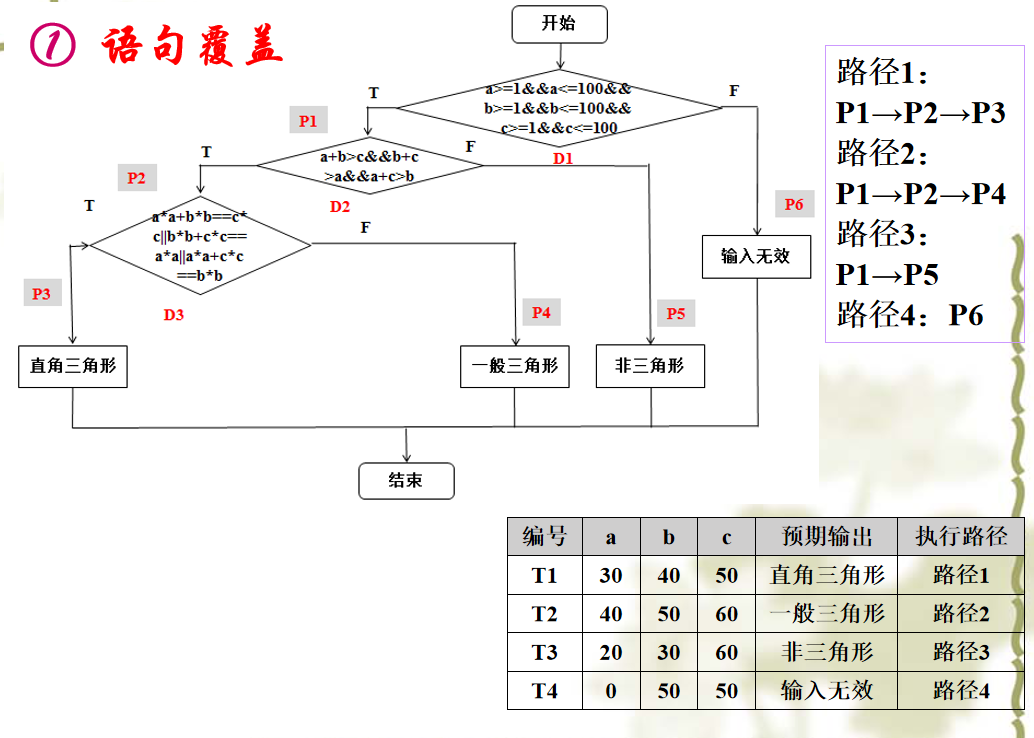 ① 语句覆盖
开始
a>=1&&a<=100&&
b>=1&&b<=100&&
c>=1&&c<=100
T
F
D1
P1
a+b>c&&b+c
>a&&a+c>b
T
F
D2
P2
a*a+b*b==c*
c||b*b+c*c==
a*a||a*a+c*c
==b*b
T
F
D3
P3
P4
P5
P6
输入无效
直角三角形
一般三角形
非三角形
结束
路径1：
P1→P2→P3
路径2：
P1→P2→P4
路径3：
P1→P5
路径4：P6
编号 a b c 预期输出 执行路径
T1 30 40 50 直角三角形 路径1
T2 40 50 60 一般三角形 路径2
T3 20 30 60 非三角形 路径3
T4 0 50 50 输入无效 路径4